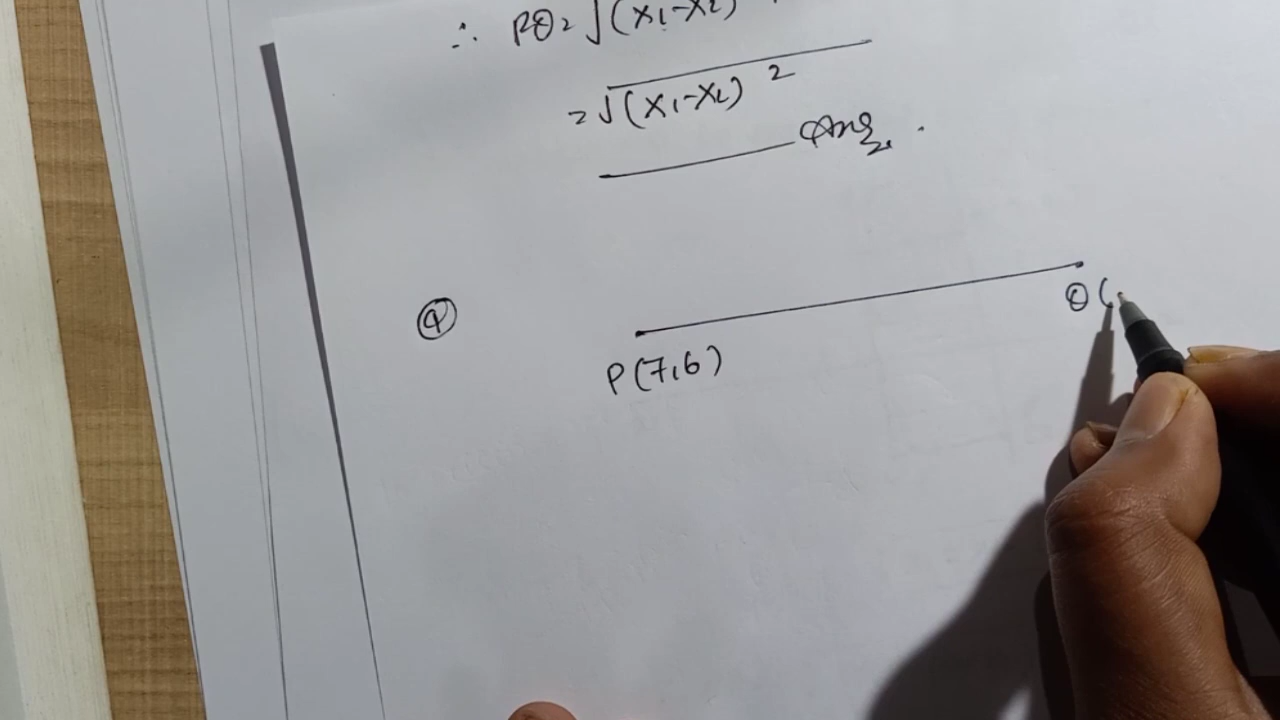 ∴ PQ = √(x₁-x₂)
= √(x₁-x₂)²
Ans.
④
Q (
P (7,6)